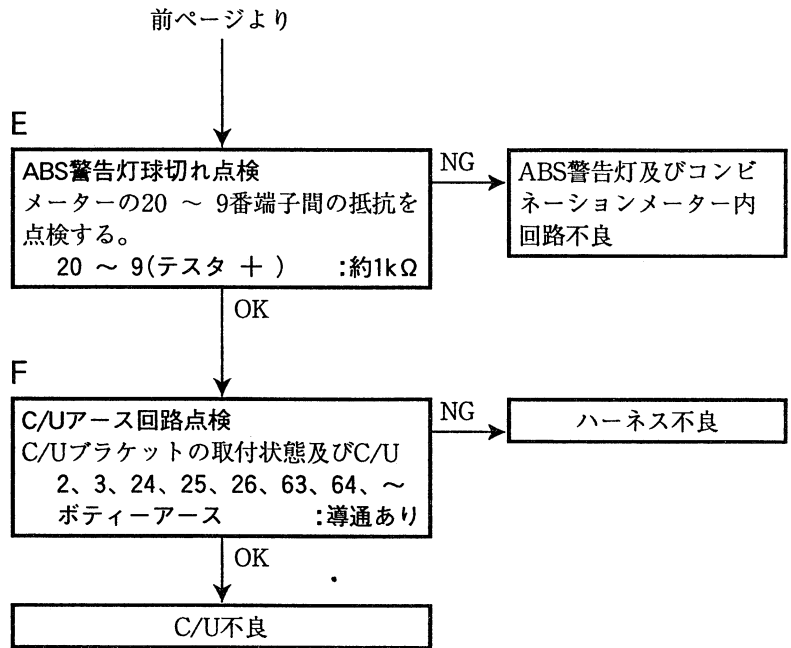 前ページより
E
ABS警告灯球切れ点検
メーターの20 ～ 9番端子間の抵抗を
点検する。
20 ～ 9(テスタ ＋ ) :約1kΩ
NG
ABS警告灯及びコンビ
ネーションメーター内
回路不良
OK
F
C/Uアース回路点検
C/Uブラケットの取付状態及びC/U
2、3、24、25、26、63、64、～
ボティーアース :導通あり
NG
ハーネス不良
OK
C/U不良